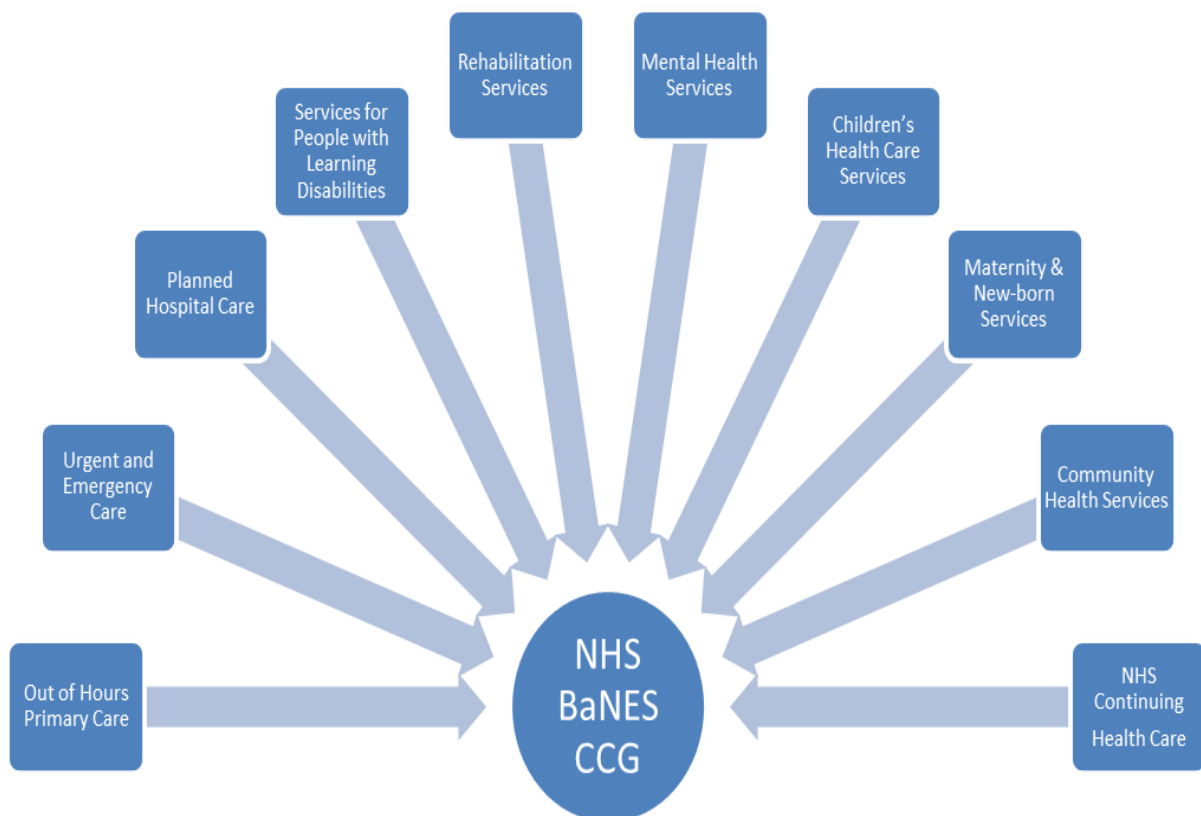 Rehabilitation
Services
Mental Health
Services
Services for
People with
Learning
Disabilities
Children’s
Health Care
Services
Planned
Hospital Care
Maternity &
New-born
Services
Urgent and
Emergency
Care
Community
Health Services
Out of Hours
Primary Care
NHS
BaNES
CCG
NHS
Continuing
Health Care